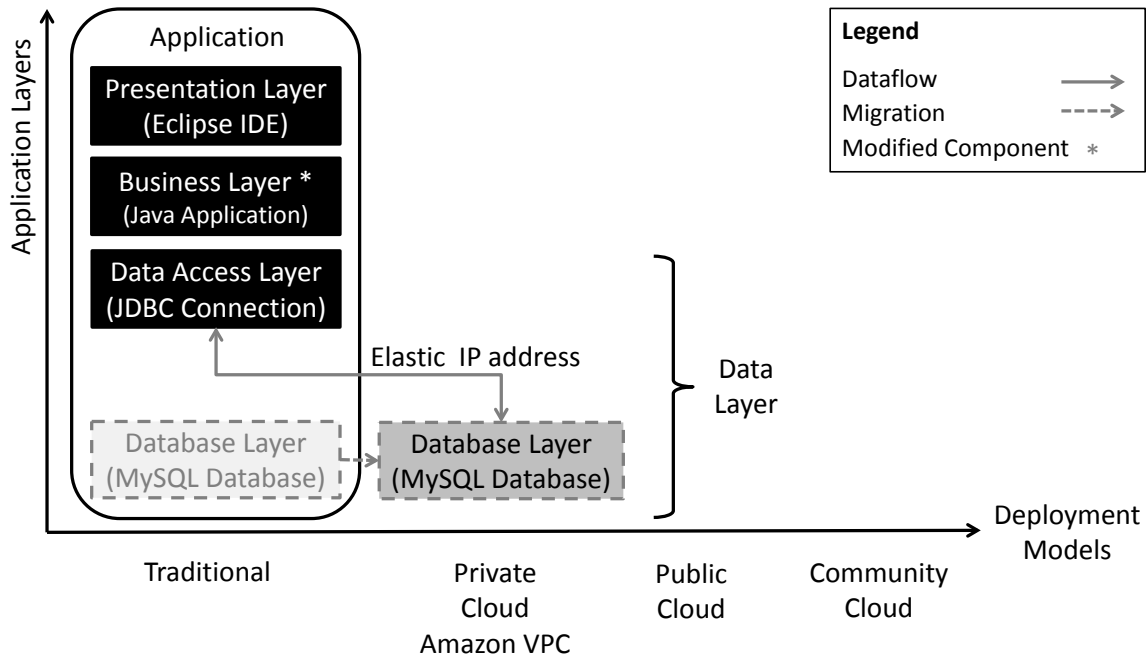 Application Layers
Application
Presentation Layer
(Eclipse IDE)
Business Layer *
(Java Application)
Data Access Layer
(JDBC Connection)
Elastic IP address
Database Layer
(MySQL Database)
Database Layer
(MySQL Database)
Data
Layer
Legend
Dataflow
Migration
Modified Component *
Deployment
Models
Traditional
Private
Cloud
Amazon VPC
Public
Cloud
Community
Cloud